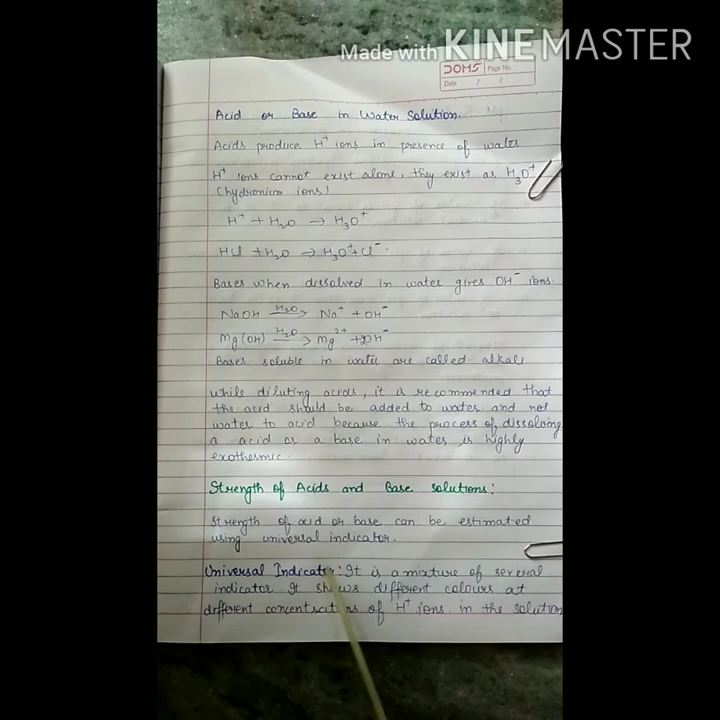 Made with KINEMASTER
DOMS Page No.
Date / /
Acid or Base in Water Solution.
Acids produce H⁺ ions in presence of water
H⁺ ions cannot exist alone, they exist as H₃O⁺
(hydronium ions)
H⁺ + H₂O → H₃O⁺
HCl + H₂O → H₃O⁺ + Cl⁻.
Bases when dissolved in water gives OH⁻ ions.
NaOH —H₂O→ Na⁺ + OH⁻
Mg(OH) —H₂O→ Mg²⁺ + 2OH⁻
Bases soluble in water are called alkali
while diluting acids, it is recommended that
the acid should be added to water and not
water to acid because the process of dissolving
a acid or a base in water is highly
exothermic.
Strength of Acids and Base Solutions:
Strength of acid or base can be estimated
using universal indicator.
Universal Indicator: It is a mixture of several
indicator. It shows different colours at
different concentrations of H⁺ ions in the solution